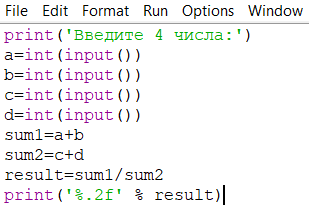 File Edit Format Run Options Window
print('Введите 4 числа:')
a=int(input())
b=int(input())
c=int(input())
d=int(input())
sum1=a+b
sum2=c+d
result=sum1/sum2
print('%.2f' % result)